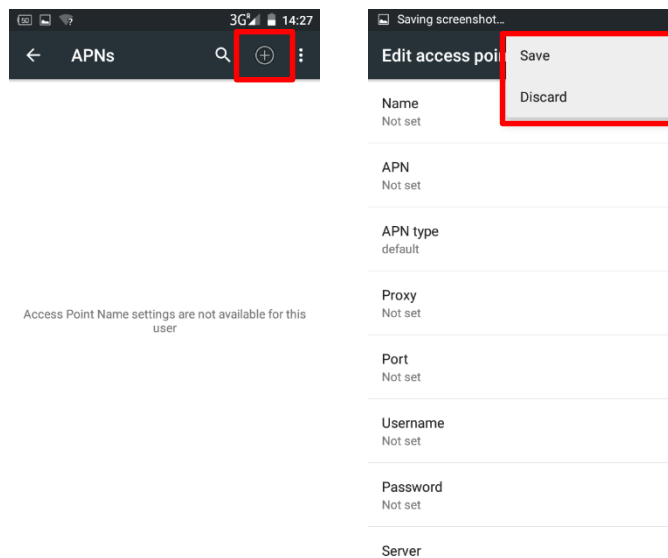 50
?
3G
R
14:27
APNs
Access Point Name settings are not available for this
user
Saving screenshot...
Edit access poi
Save
Discard
Name
Not set
APN
Not set
APN type
default
Proxy
Not set
Port
Not set
Username
Not set
Password
Not set
Server